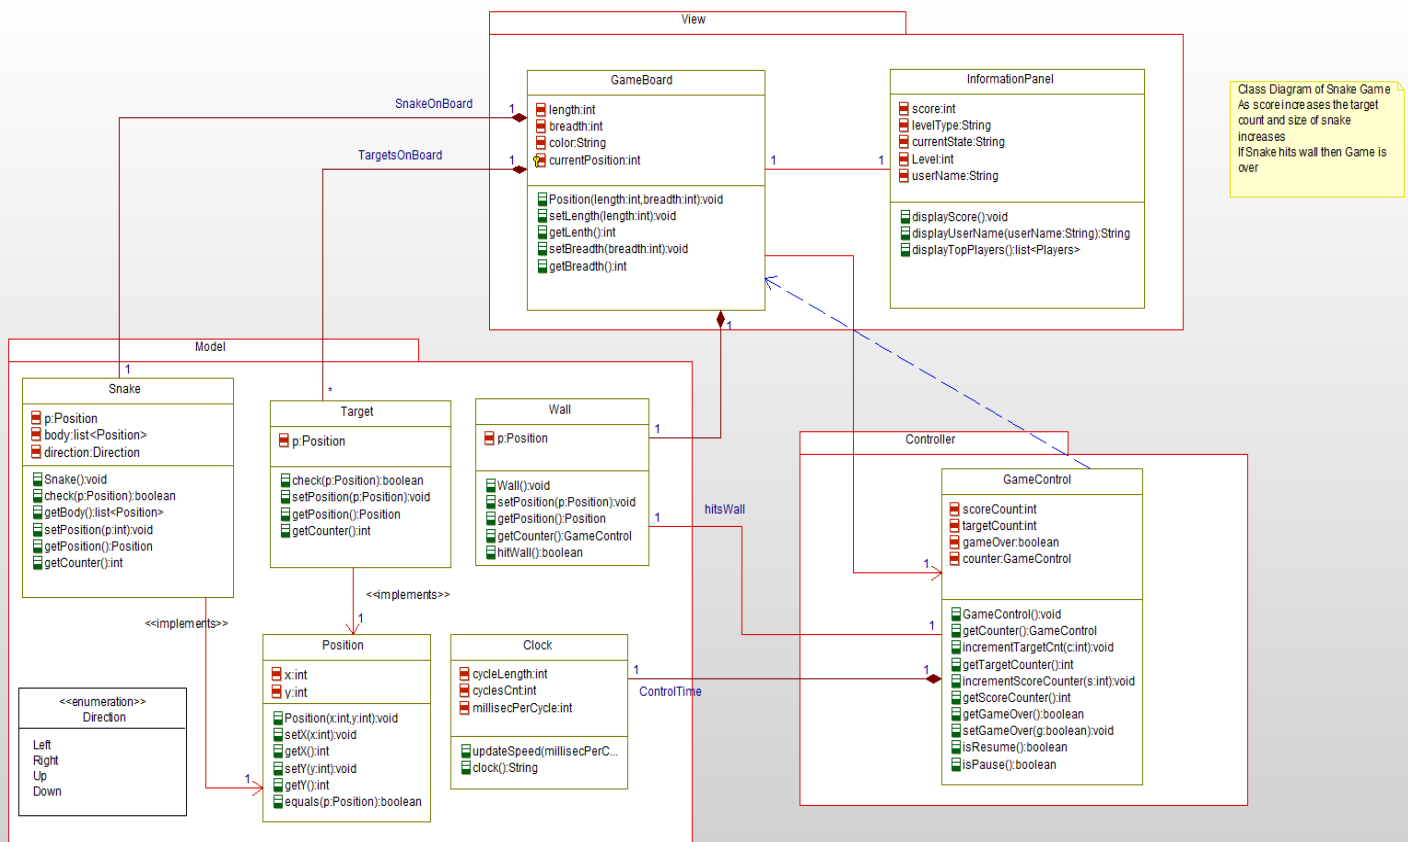 View
GameBoard
length:int
breadth:int
color:String
currentPosition:int
Position(length:int,breadth:int):void
setLength(length:int):void
getLenth():int
setBreadth(breadth:int):void
getBreadth():int
InformationPanel
score:int
levelType:String
currentState:String
Level:int
userName:String
displayScore():void
displayUserName(userName:String):String
displayTopPlayers():list<Players>
Class Diagram of Snake Game
As score increases the target
count and size of snake
increases
If Snake hits wall then Game is
over
SnakeOnBoard
1
TargetsOnBoard
1
1
1
1
Model
1
Snake
p:Position
body:list<Position>
direction:Direction
Snake():void
check(p:Position):boolean
getBody():list<Position>
setPosition(p:int):void
getPosition():Position
getCounter():int
*
Target
p:Position
check(p:Position):boolean
setPosition(p:Position):void
getPosition():Position
getCounter():int
Wall
p:Position
Wall():void
setPosition(p:Position):void
getPosition():Position
getCounter():GameControl
hitWall():boolean
1
1
hitsWall
<<implements>>
<<implements>>
1
1
Position
x:int
y:int
Position(x:int,y:int):void
setX(x:int):void
getX():int
setY(y:int):void
getY():int
equals(p:Position):boolean
Clock
cycleLength:int
cyclesCnt:int
millisecPerCycle:int
updateSpeed(millisecPerC...
clock():String
1
ControlTime
<<enumeration>>
Direction
Left
Right
Up
Down
Controller
GameControl
scoreCount:int
targetCount:int
gameOver:boolean
counter:GameControl
GameControl():void
getCounter():GameControl
incrementTargetCnt(c:int):void
getTargetCounter():int
incrementScoreCounter(s:int):void
getScoreCounter():int
getGameOver():boolean
setGameOver(g:boolean):void
isResume():boolean
isPause():boolean
1
1
1